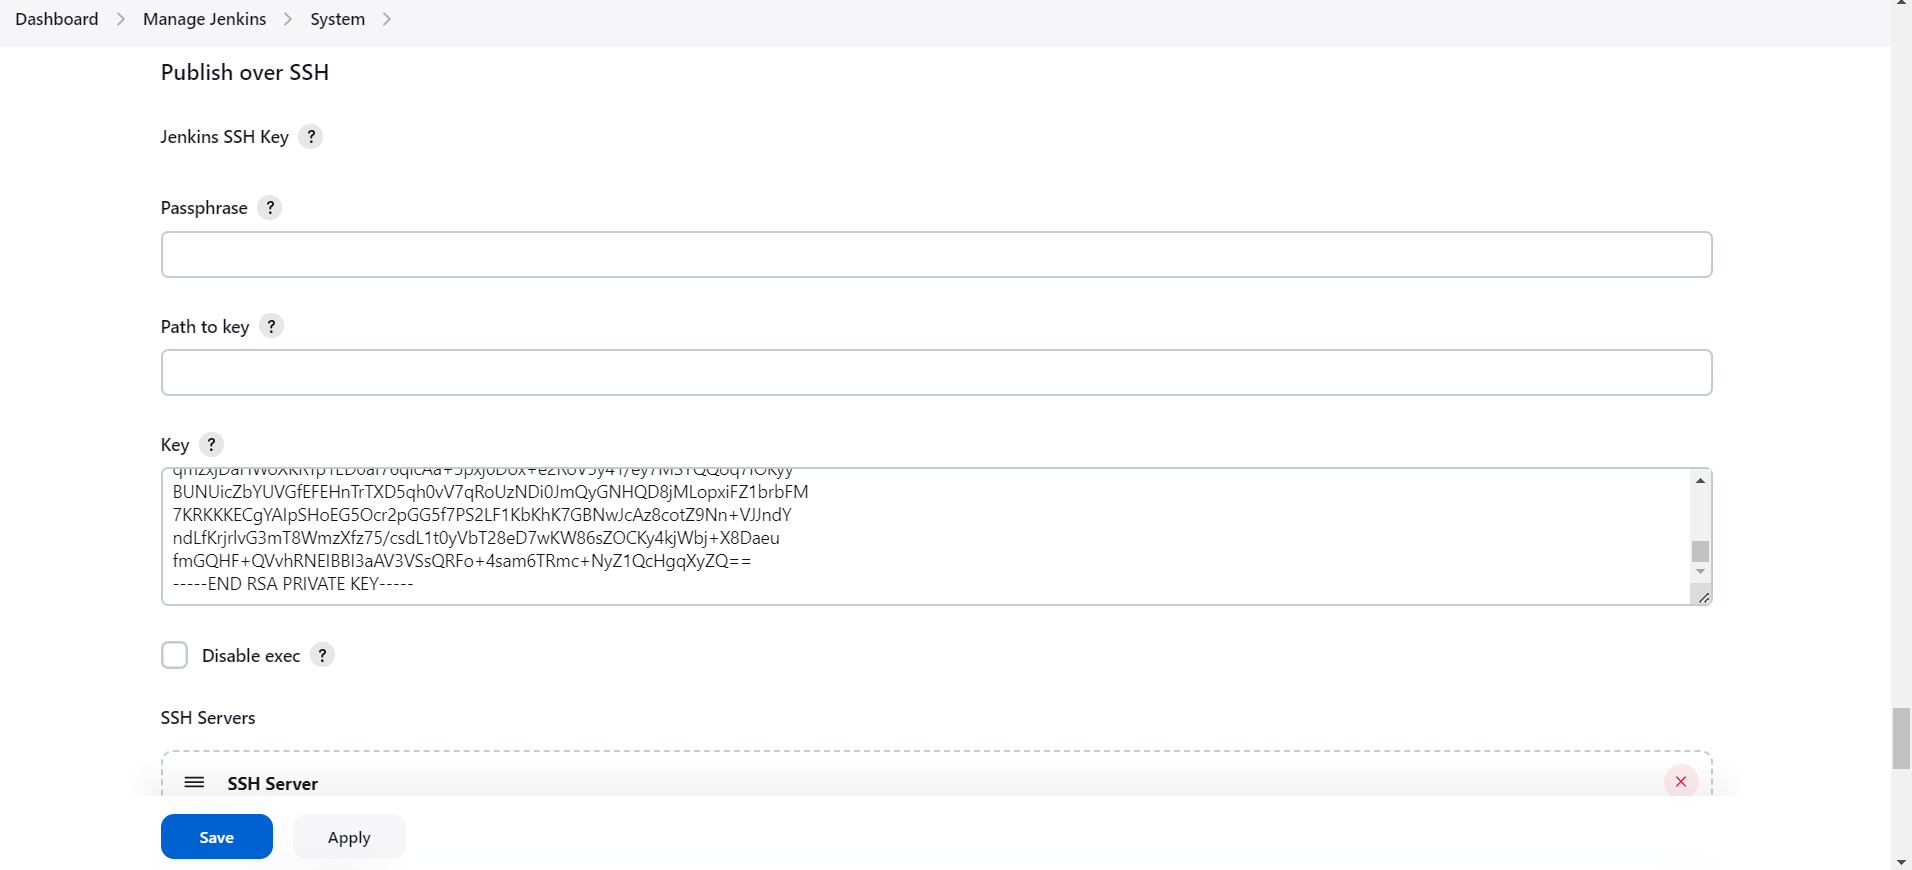 Dashboard > Manage Jenkins > System >
Publish over SSH
Jenkins SSH Key ?
Passphrase ?
Path to key ?
Key ?
BUNUicZbYUVGfEFEHnTrTXD5qh0vV7qRoUzNDi0JmQyGNHQD8jMLopxiFZ1brbFM
7KRKKKECgYAIpSHoEG5Ocr2pGG5f7PS2LF1KbKhK7GBNwJcAz8cotZ9Nn+VJJndY
ndLfKrjrlvG3mT8WmzXfz75/csdL1t0yVbT28eD7wKW86sZOCKy4kjWbj+X8Daeu
fmGQHF+QVvhRNEIBBI3aAV3VSsQRFo+4sam6TRmc+NyZ1QcHgqXyZQ==
-----END RSA PRIVATE KEY-----
Disable exec ?
SSH Servers
SSH Server
Save Apply